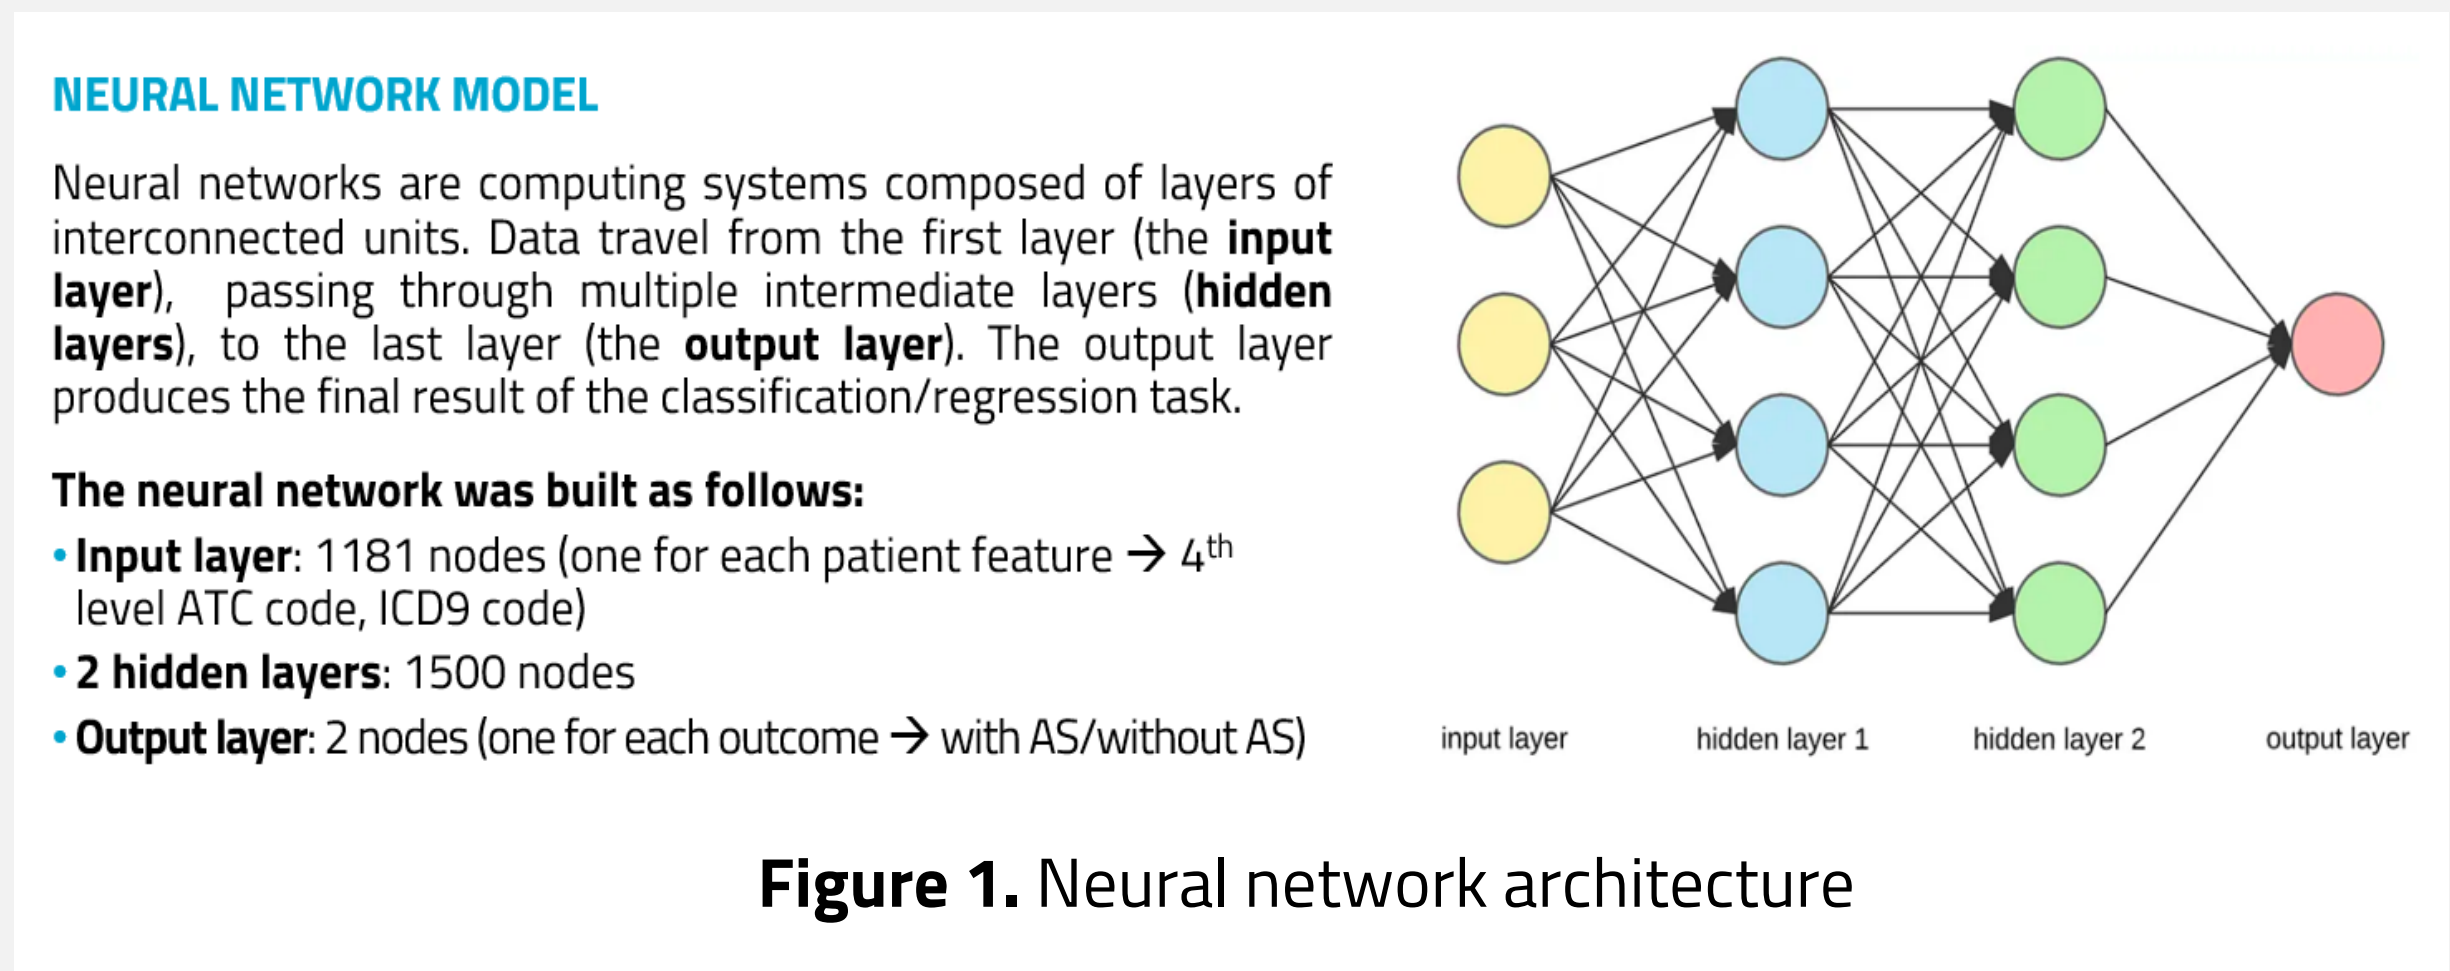 NEURAL NETWORK MODEL
Neural networks are computing systems composed of layers of
interconnected units. Data travel from the first layer (the input
layer), passing through multiple intermediate layers (hidden
layers), to the last layer (the output layer). The output layer
produces the final result of the classification/regression task.
The neural network was built as follows:
• Input layer: 1181 nodes (one for each patient feature → 4th
level ATC code, ICD9 code)
• 2 hidden layers: 1500 nodes
• Output layer: 2 nodes (one for each outcome → with AS/without AS)
input layer
hidden layer 1
hidden layer 2
output layer
Figure 1. Neural network architecture